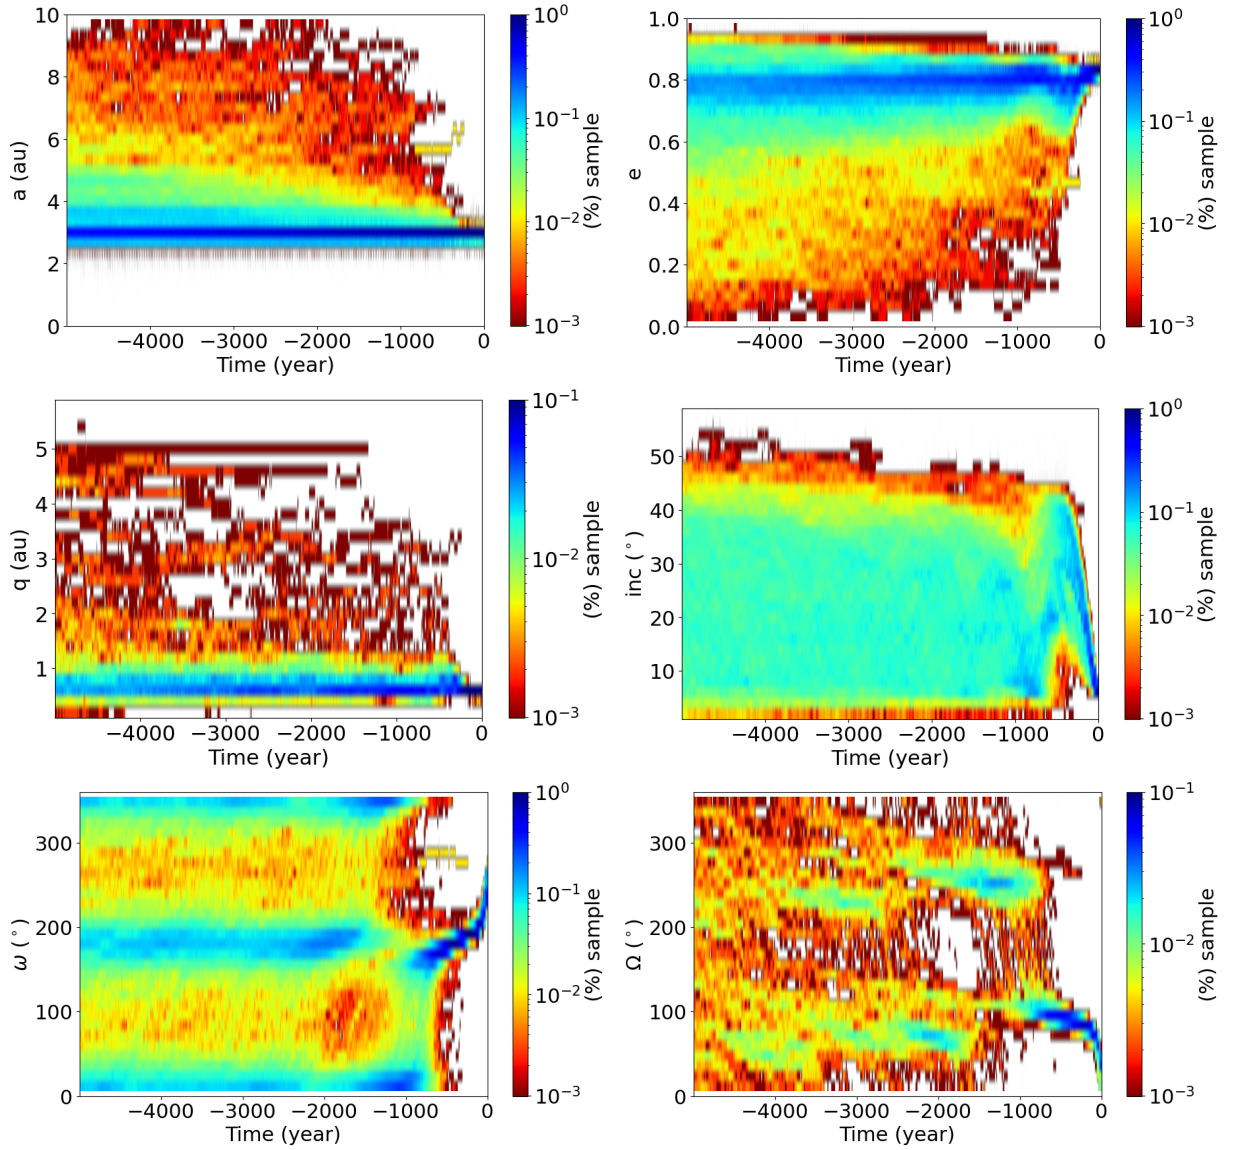 10
8
6
4
2
0
a (au)
−4000 −3000 −2000 −1000 0
Time (year)
10⁰
10⁻¹
10⁻²
10⁻³
(%) sample
1.0
0.8
0.6
0.4
0.2
0.0
e
−4000 −3000 −2000 −1000 0
Time (year)
10⁰
10⁻¹
10⁻²
10⁻³
(%) sample
5
4
3
2
1
q (au)
−4000 −3000 −2000 −1000 0
Time (year)
10⁻¹
10⁻²
10⁻³
(%) sample
50
40
30
20
10
inc (°)
−4000 −3000 −2000 −1000 0
Time (year)
10⁰
10⁻¹
10⁻²
10⁻³
(%) sample
300
200
100
0
ω (°)
−4000 −3000 −2000 −1000 0
Time (year)
10⁰
10⁻¹
10⁻²
10⁻³
(%) sample
300
200
100
0
Ω (°)
−4000 −3000 −2000 −1000 0
Time (year)
10⁻¹
10⁻²
10⁻³
(%) sample